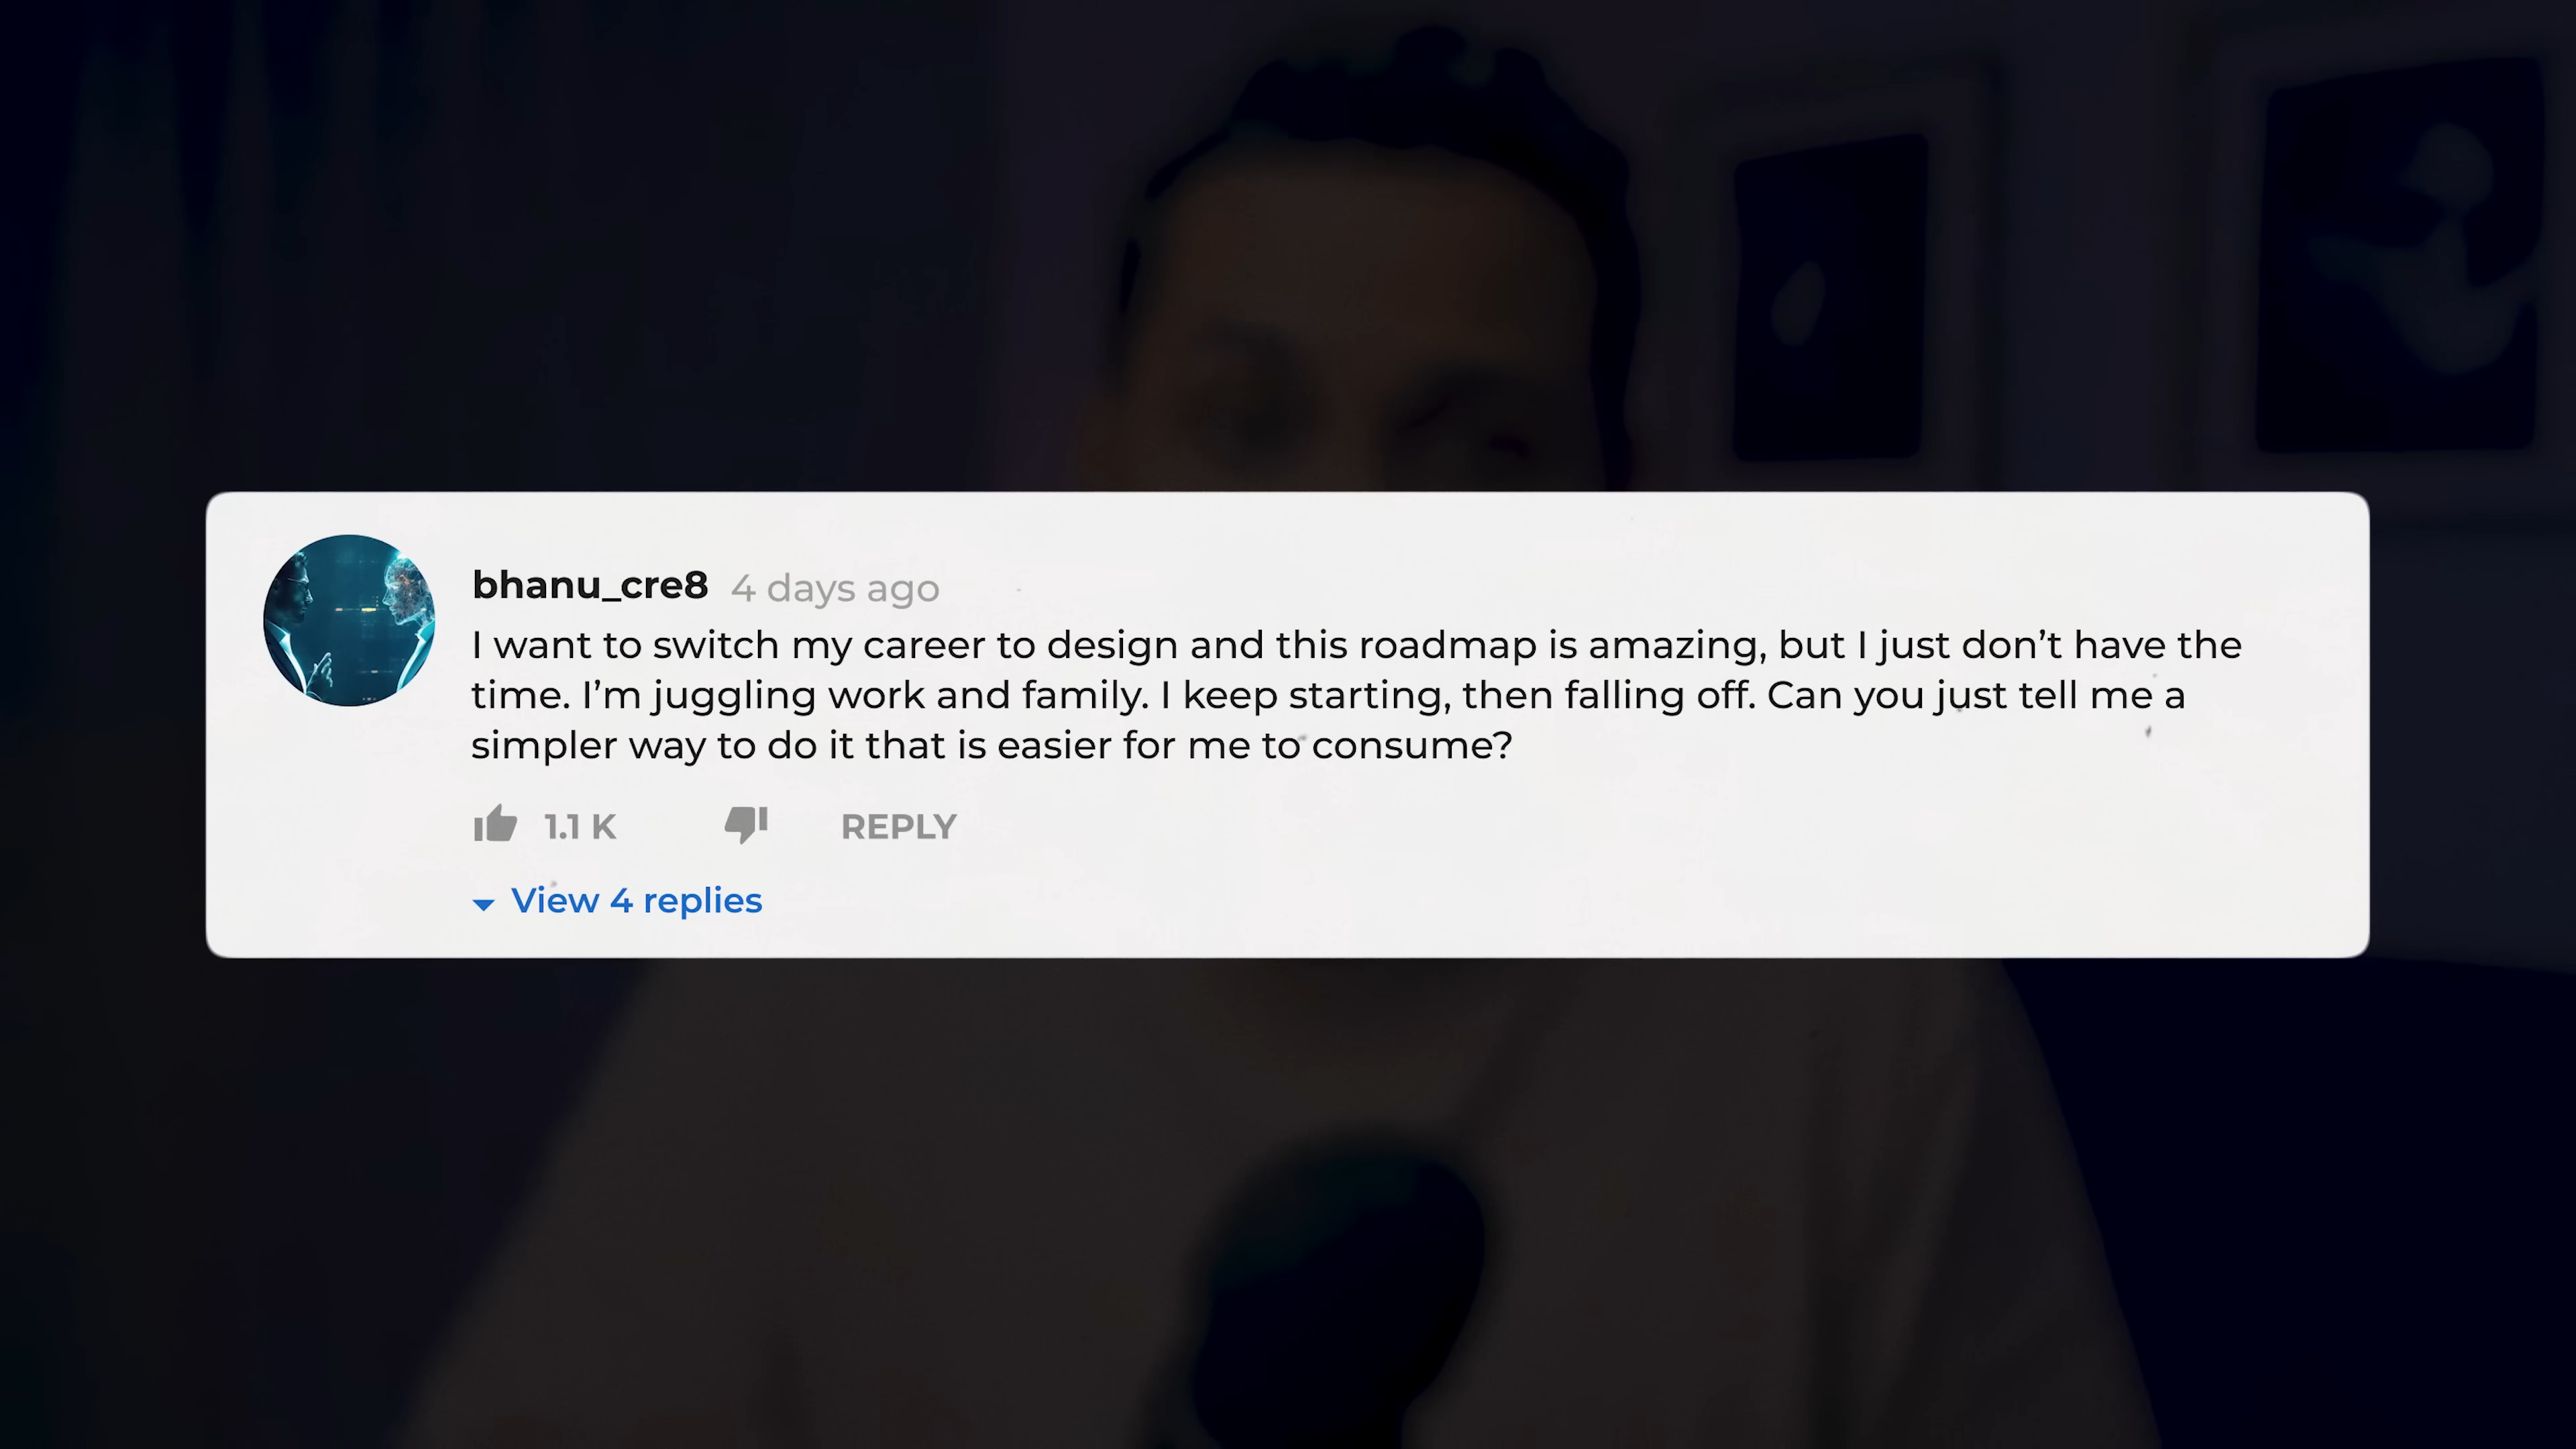 bhanu_cre8 4 days ago
I want to switch my career to design and this roadmap is amazing, but I just don’t have the
time. I’m juggling work and family. I keep starting, then falling off. Can you just tell me a
simpler way to do it that is easier for me to consume?
1.1 K REPLY
View 4 replies